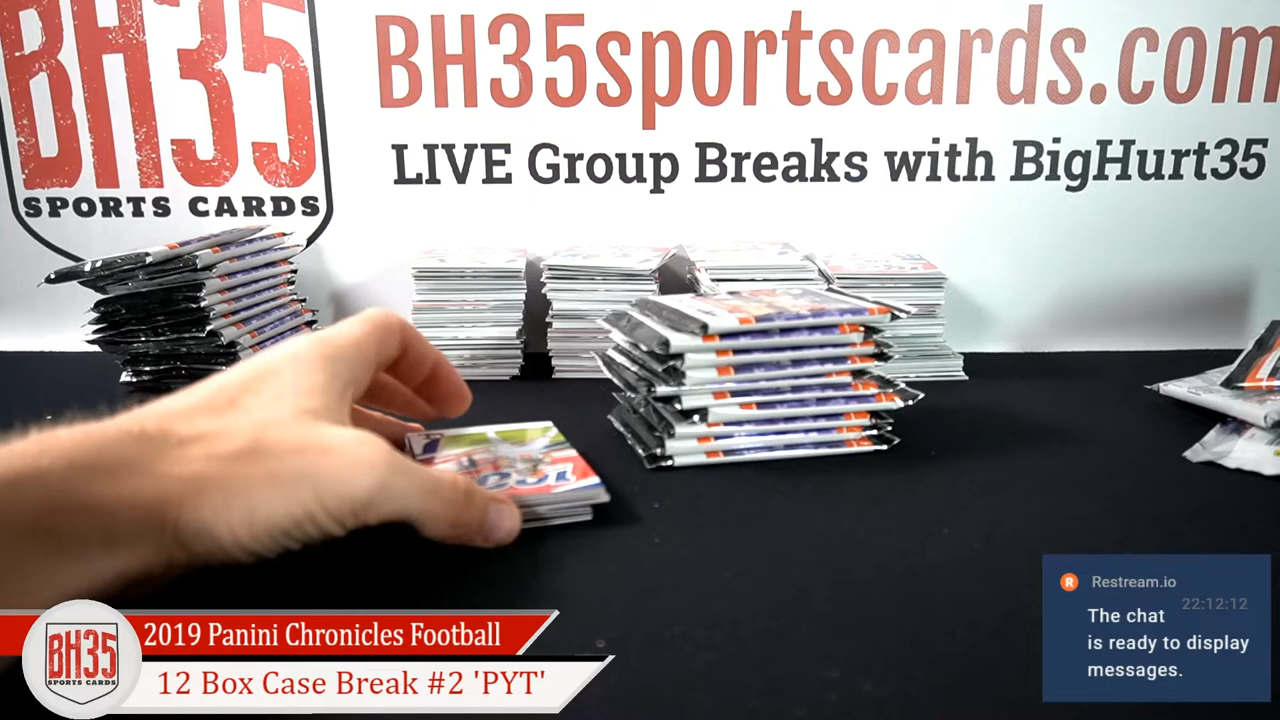 BH35
SPORTS CARDS
BH35sportscards.com
LIVE Group Breaks with BigHurt35
Restream.io
22:12:12
The chat
is ready to display
messages.
BH35
SPORTS CARDS
2019 Panini Chronicles Football
12 Box Case Break #2 'PYT'